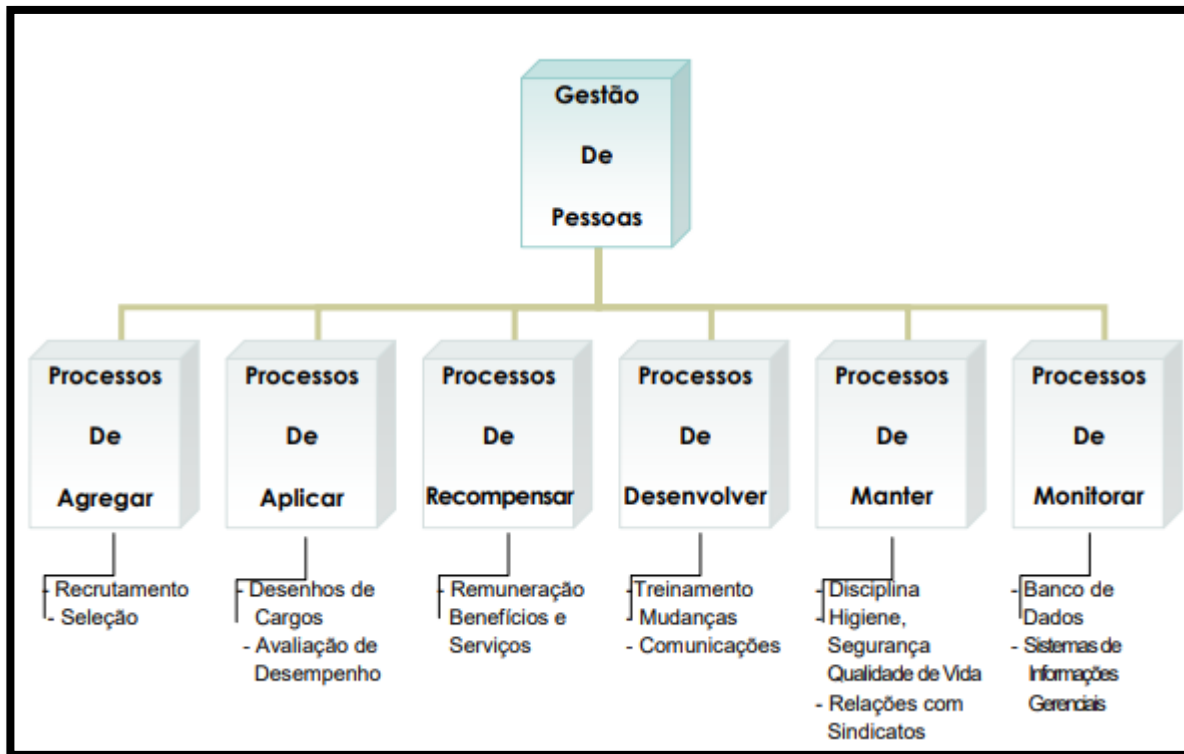 Gestão
De
Pessoas
Processos
De
Agregar
- Recrutamento
- Seleção
Processos
De
Aplicar
- Desenhos de
Cargos
- Avaliação de
Desempenho
Processos
De
Recompensar
- Remuneração
Benefícios e
Serviços
Processos
De
Desenvolver
-Treinamento
Mudanças
- Comunicações
Processos
De
Manter
- Disciplina
- Higiene,
Segurança
Qualidade de Vida
- Relações com
Sindicatos
Processos
De
Monitorar
- Banco de
Dados
- Sistemas de
Informações
Gerenciais